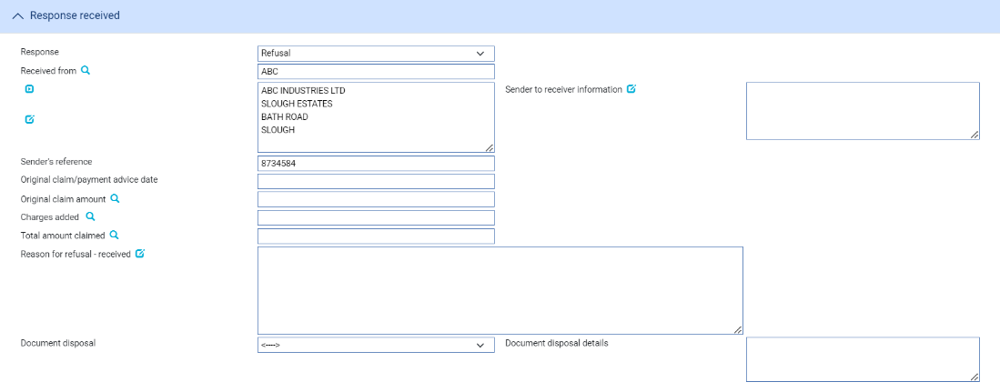 Response received
Response
Refusal
Received from
ABC
ABC INDUSTRIES LTD
SLOUGH ESTATES
BATH ROAD
SLOUGH
Sender to receiver information
Sender's reference
8734584
Original claim/payment advice date
Original claim amount
Charges added
Total amount claimed
Reason for refusal - received
Document disposal
<---->
Document disposal details